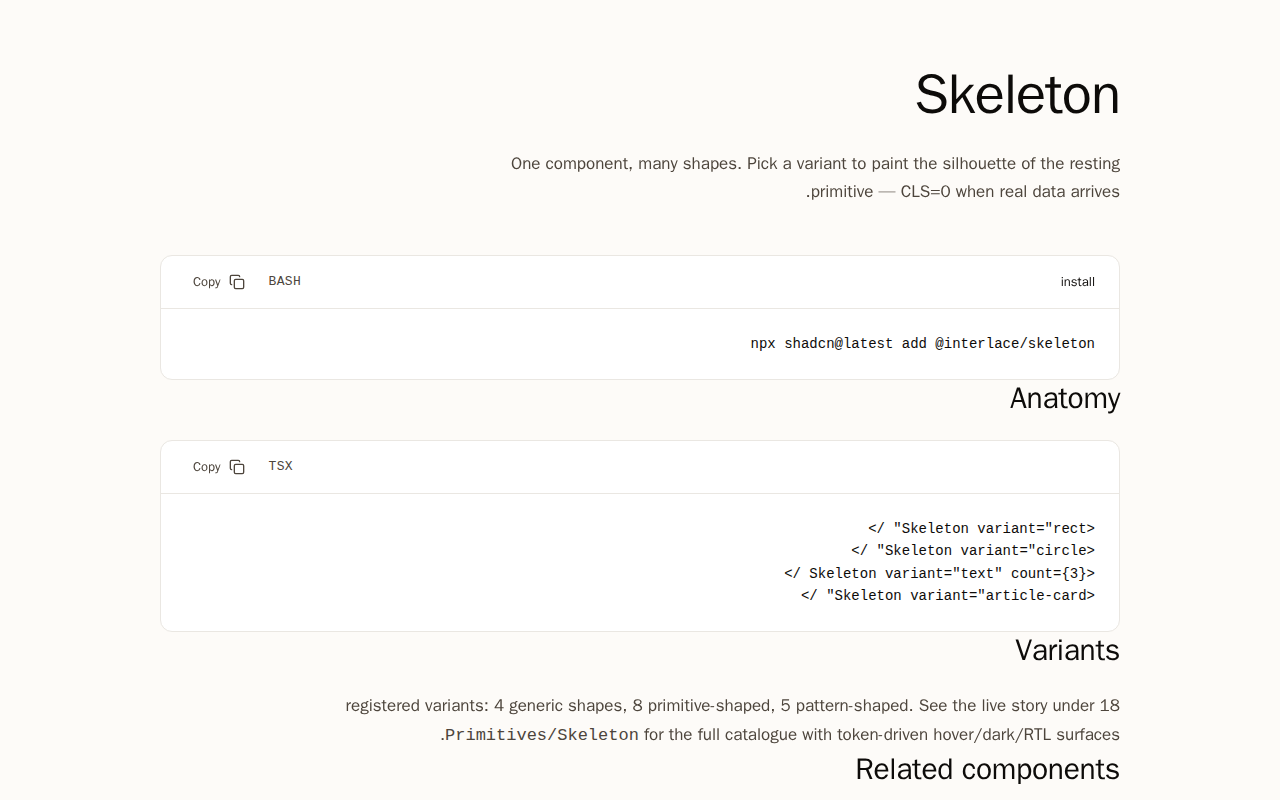 Skeleton
One component, many shapes. Pick a variant to paint the silhouette of the resting
.primitive — CLS=0 when real data arrives
install
BASH
Copy
npx shadcn@latest add @interlace/skeleton
Anatomy
TSX
Copy
</ "Skeleton variant="rect>
</ "Skeleton variant="circle>
</ Skeleton variant="text" count={3}>
</ "Skeleton variant="article-card>
Variants
registered variants: 4 generic shapes, 8 primitive-shaped, 5 pattern-shaped. See the live story under 18
.Primitives/Skeleton for the full catalogue with token-driven hover/dark/RTL surfaces
Related components